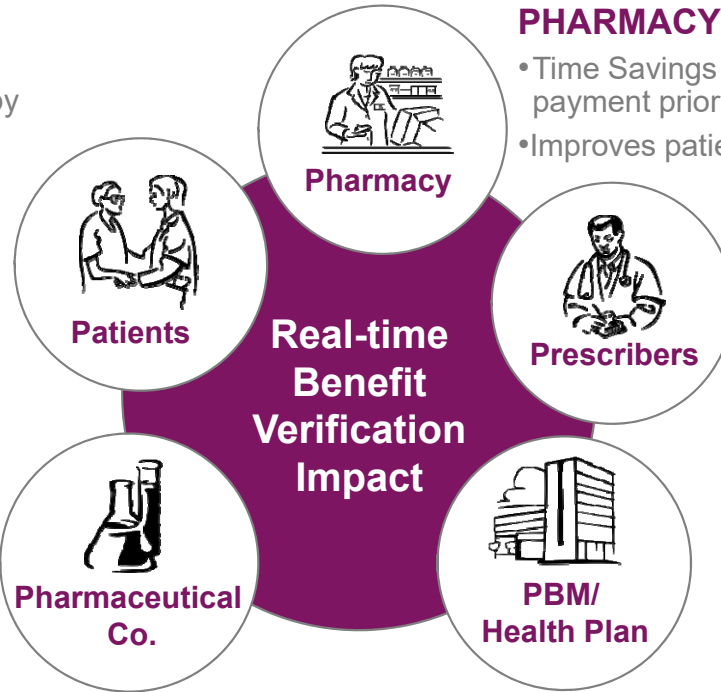 PHARMACY
•Time Savings
payment prior
•Improves
Pharmacy
Patients
Prescribers
Real-time
Benefit
Verification
Impact
Pharmaceutical
Co.
PBM/
Health Plan